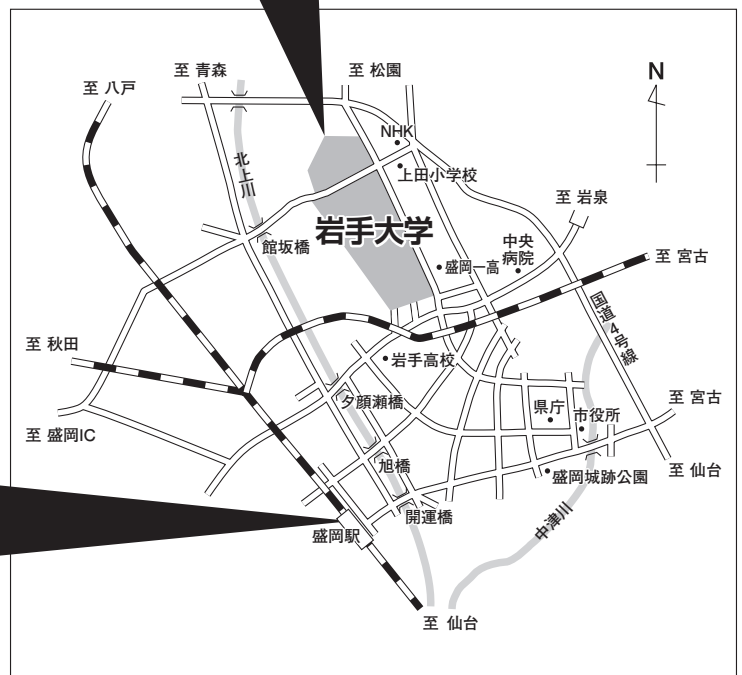 至 青森
至 松園
N
至 八戸
NHK
上田小学校
北上川
至 岩泉
岩手大学
館坂橋
中央
病院
盛岡一高
至 宮古
国道4号線
至 秋田
岩手高校
夕顔瀬橋
県庁
市役所
至 宮古
至 盛岡IC
旭橋
盛岡城跡公園
至 仙台
開運橋
盛岡駅
中津川
至 仙台